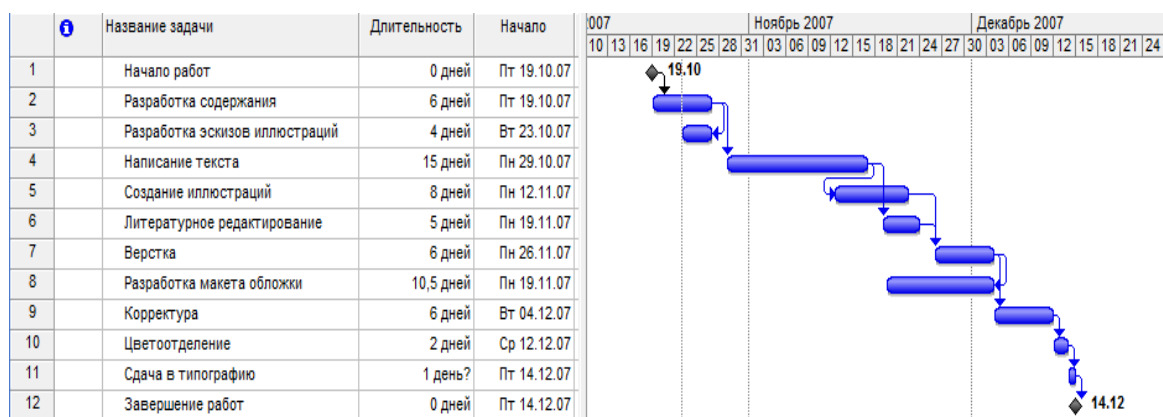 Название задачи Длительность Начало 2007 Ноябрь 2007 Декабрь 2007
10 13 16 19 22 25 28 31 03 06 09 12 15 18 21 24 27 30 03 06 09 12 15 18 21 24
1 Начало работ 0 дней Пт 19.10.07 19.10
2 Разработка содержания 6 дней Пт 19.10.07
3 Разработка эскизов иллюстраций 4 дней Вт 23.10.07
4 Написание текста 15 дней Пн 29.10.07
5 Создание иллюстраций 8 дней Пн 12.11.07
6 Литературное редактирование 5 дней Пн 19.11.07
7 Верстка 6 дней Пн 26.11.07
8 Разработка макета обложки 10,5 дней Пн 19.11.07
9 Корректура 6 дней Вт 04.12.07
10 Цветоотделение 2 дней Ср 12.12.07
11 Сдача в типографию 1 день? Пт 14.12.07
12 Завершение работ 0 дней Пт 14.12.07 14.12